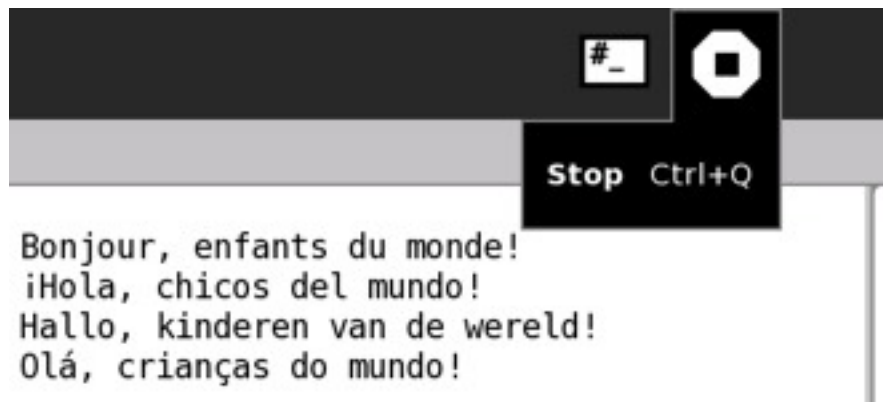 #_
Stop Ctrl+Q
Bonjour, enfants du monde!
¡Hola, chicos del mundo!
Hallo, kinderen van de wereld!
Olá, crianças do mundo!